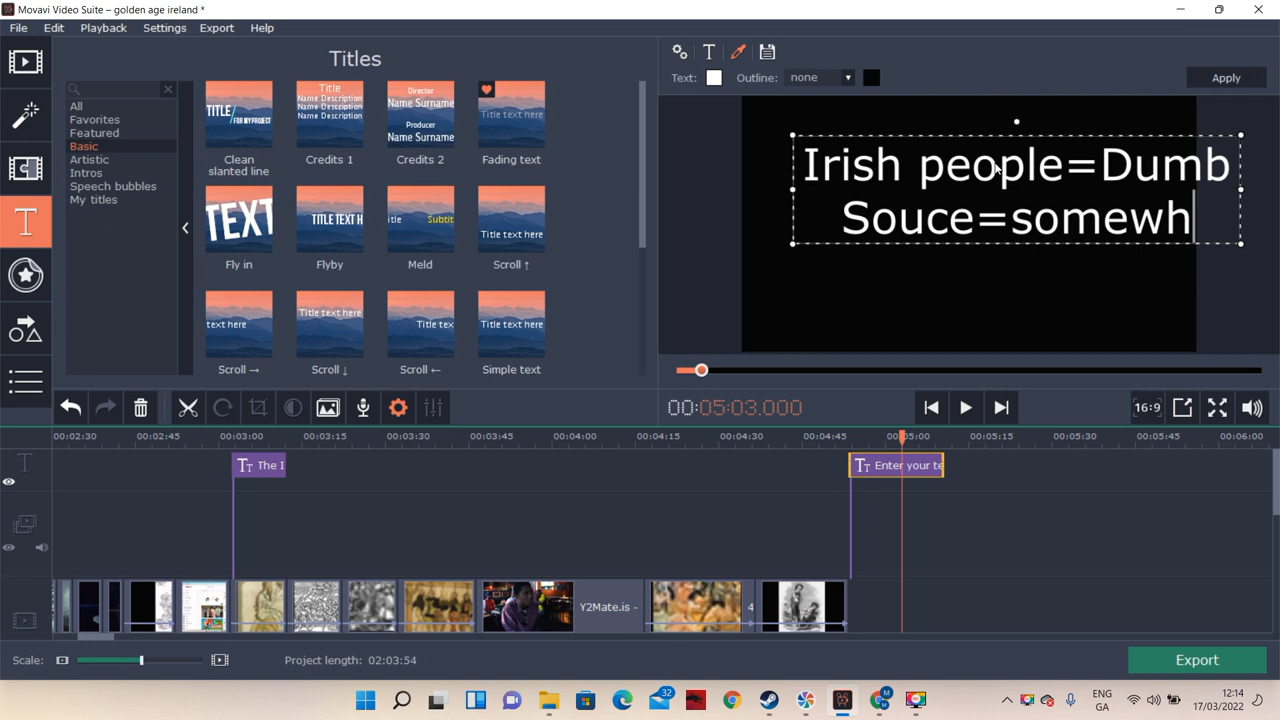 Movavi Video Suite – golden age ireland *
File Edit Playback Settings Export Help
Titles
Text: Outline: none Apply
All
Favorites
Featured
Basic
Artistic
Intros
Speech bubbles
My titles
TITLE/ FOR MY PROJECT
Title
Name Description
Name Description
Name Description
Director
Name Surname
Producer
Name Surname
Title text here
Clean slanted line
Credits 1
Credits 2
Fading text
TEXT
TITLE TEXT H
itle Subtit
Title text here
Fly in
Flyby
Meld
Scroll ↑
text here
Title text here
Title tex
Title text here
Scroll →
Scroll ↓
Scroll ←
Simple text
Irish people=Dumb
Souce=somewh
00:05:03.000
16:9
00:02:30 00:02:45 00:03:00 00:03:15 00:03:30 00:03:45 00:04:00 00:04:15 00:04:30 00:04:45 00:05:00 00:05:15 00:05:30 00:05:45 00:06:00
The I
Enter your te
Y2Mate.is -
4
Scale:
Project length: 02:03:54
Export
32
ENG
GA
12:14
17/03/2022